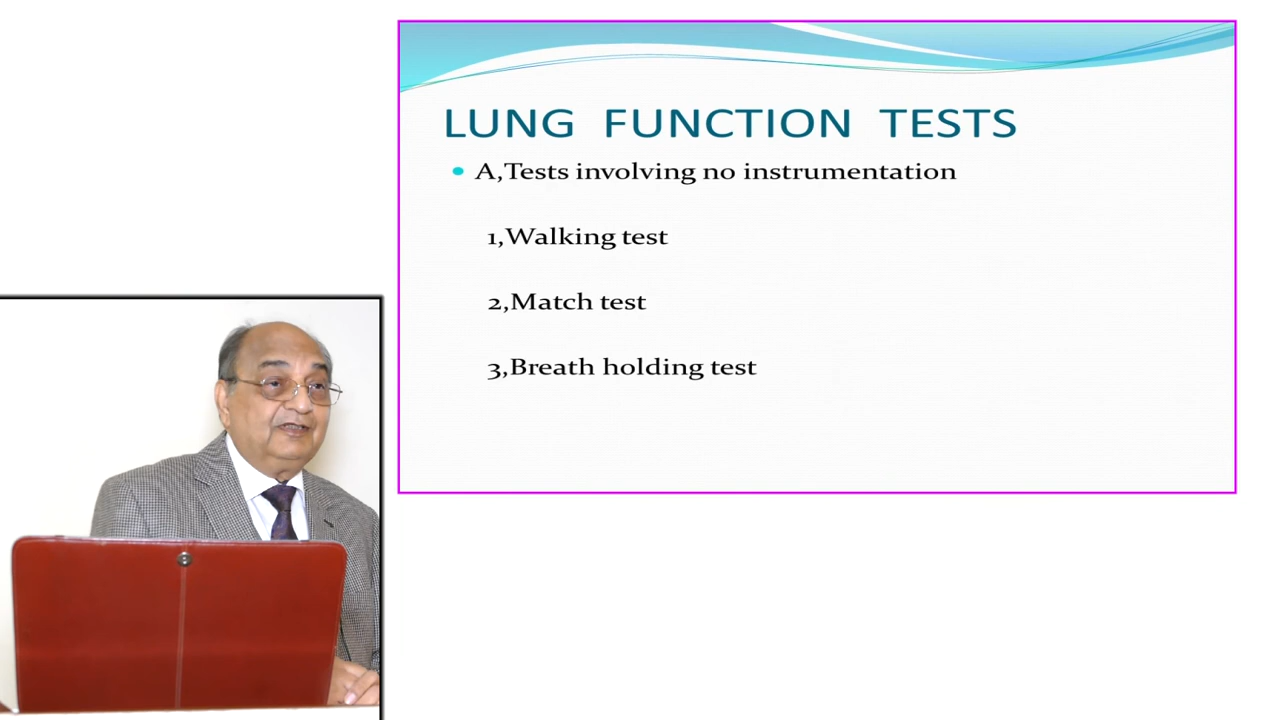 LUNG FUNCTION TESTS
A,Tests involving no instrumentation
1,Walking test
2,Match test
3,Breath holding test